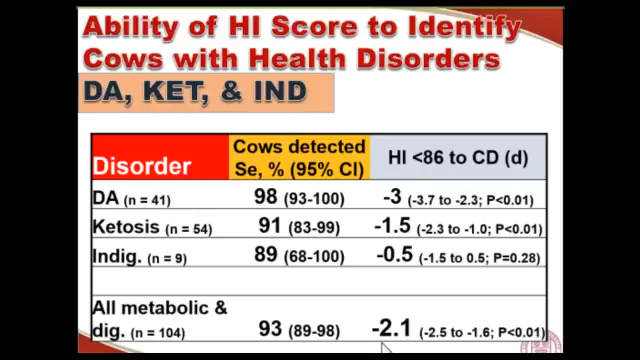 Ability of HI Score to Identify
Cows with Health Disorders
DA, KET, & IND
Disorder
Cows detected
Se, % (95% CI)
HI <86 to CD (d)
DA (n = 41) 98 (93-100) -3 (-3.7 to -2.3; P<0.01)
Ketosis (n = 54) 91 (83-99) -1.5 (-2.3 to -1.0; P<0.01)
Indig. (n = 9) 89 (68-100) -0.5 (-1.5 to 0.5; P=0.28)
All metabolic &
dig. (n = 104) 93 (89-98) -2.1 (-2.5 to -1.6; P<0.01)